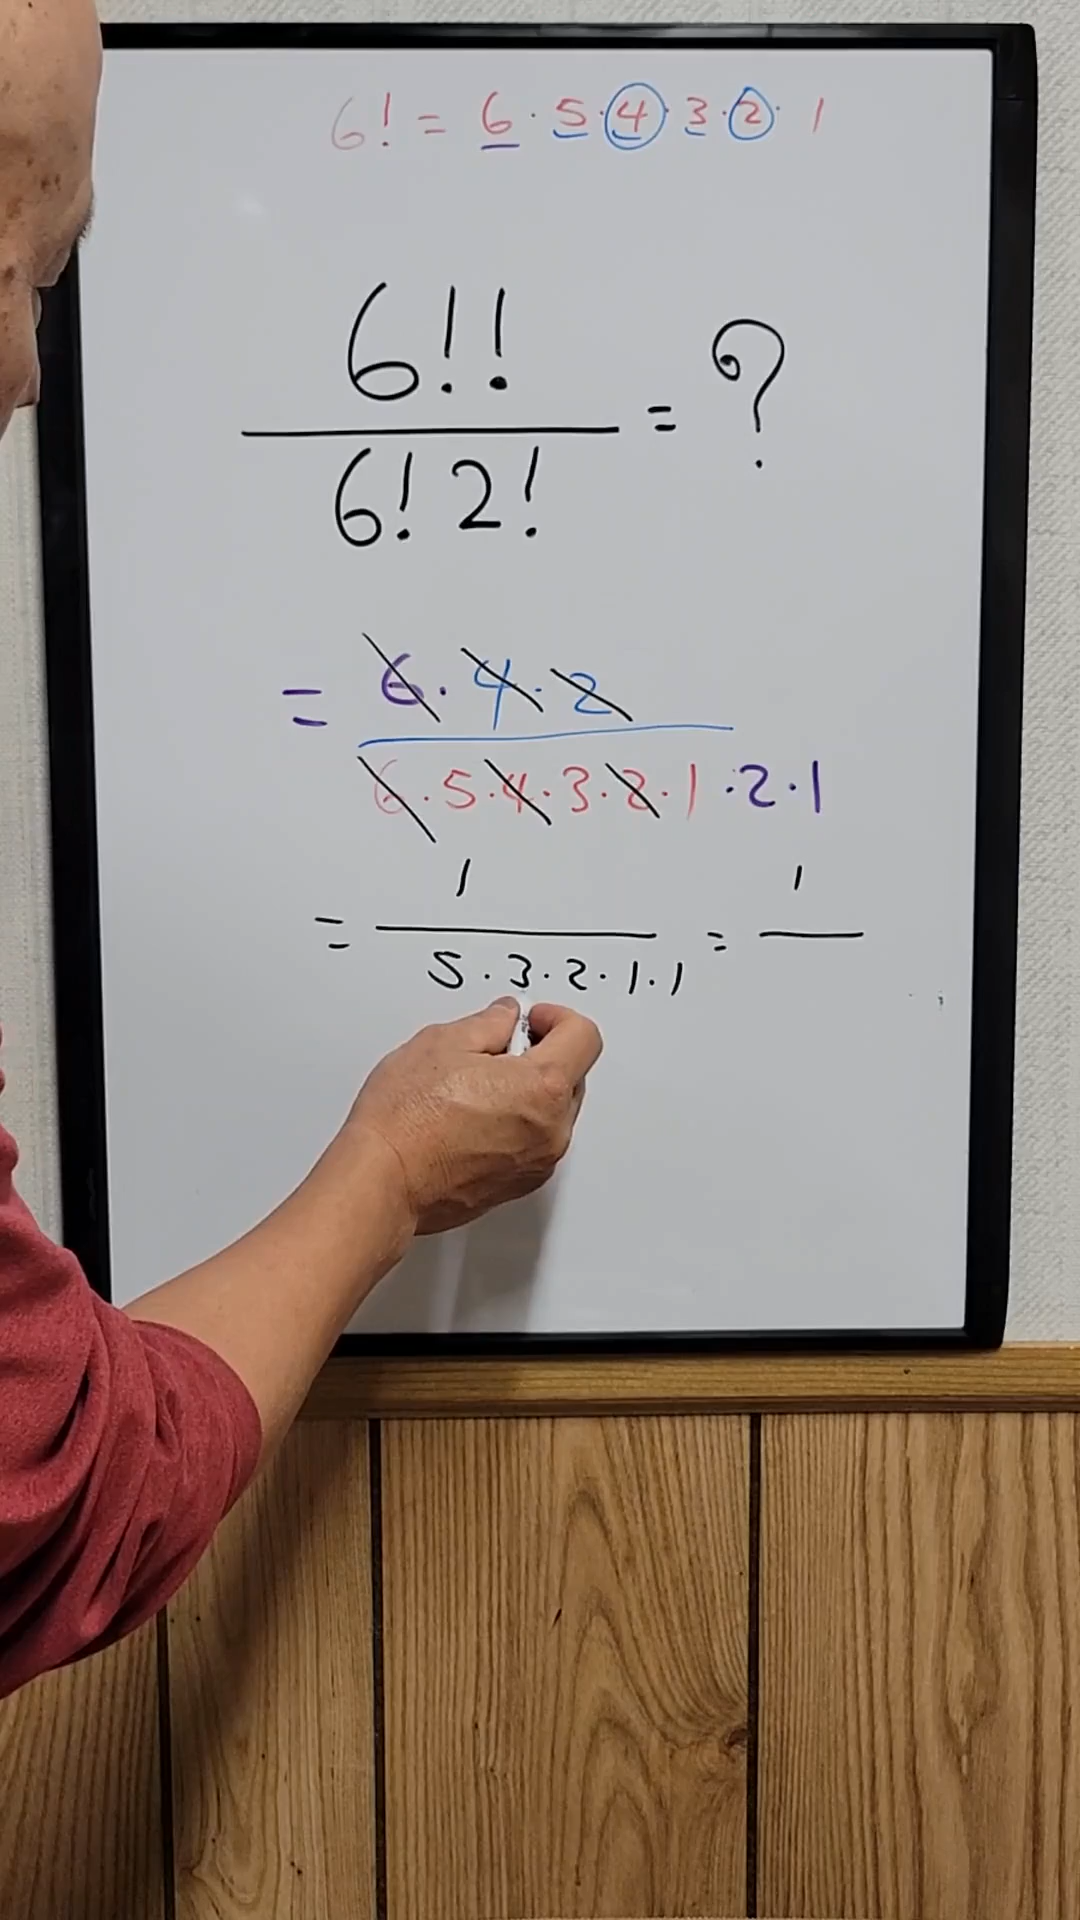 6! = 6 · 5 · 4 · 3 · 2 · 1
6!!
6! 2!
= ?
= 6 · 4 · 2
6 · 5 · 4 · 3 · 2 · 1 · 2 · 1
= 1
5 · 3 · 2 · 1 · 1
= 1